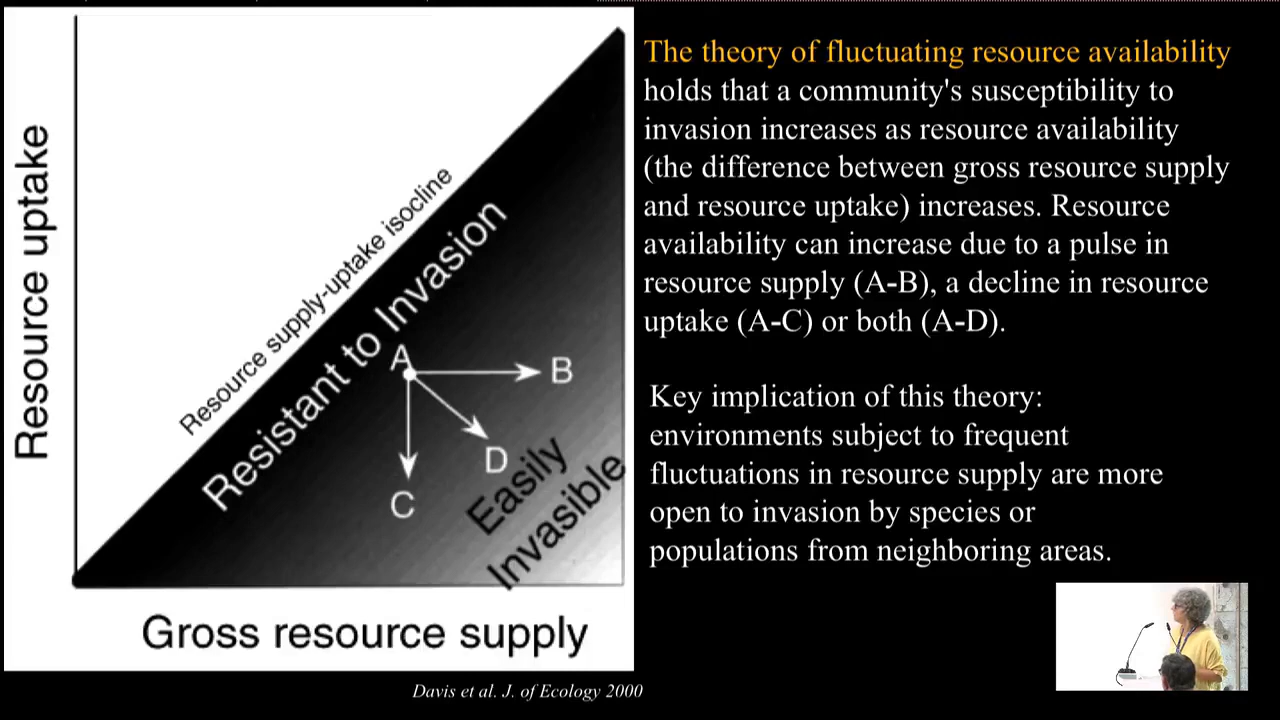 Resource uptake
Resource supply-uptake isocline
Resistant to Invasion
A
B
D
C
Easily
Invasible
Gross resource supply
Davis et al. J. of Ecology 2000
The theory of fluctuating resource availability
holds that a community's susceptibility to
invasion increases as resource availability
(the difference between gross resource supply
and resource uptake) increases. Resource
availability can increase due to a pulse in
resource supply (A-B), a decline in resource
uptake (A-C) or both (A-D).
Key implication of this theory:
environments subject to frequent
fluctuations in resource supply are more
open to invasion by species or
populations from neighboring areas.